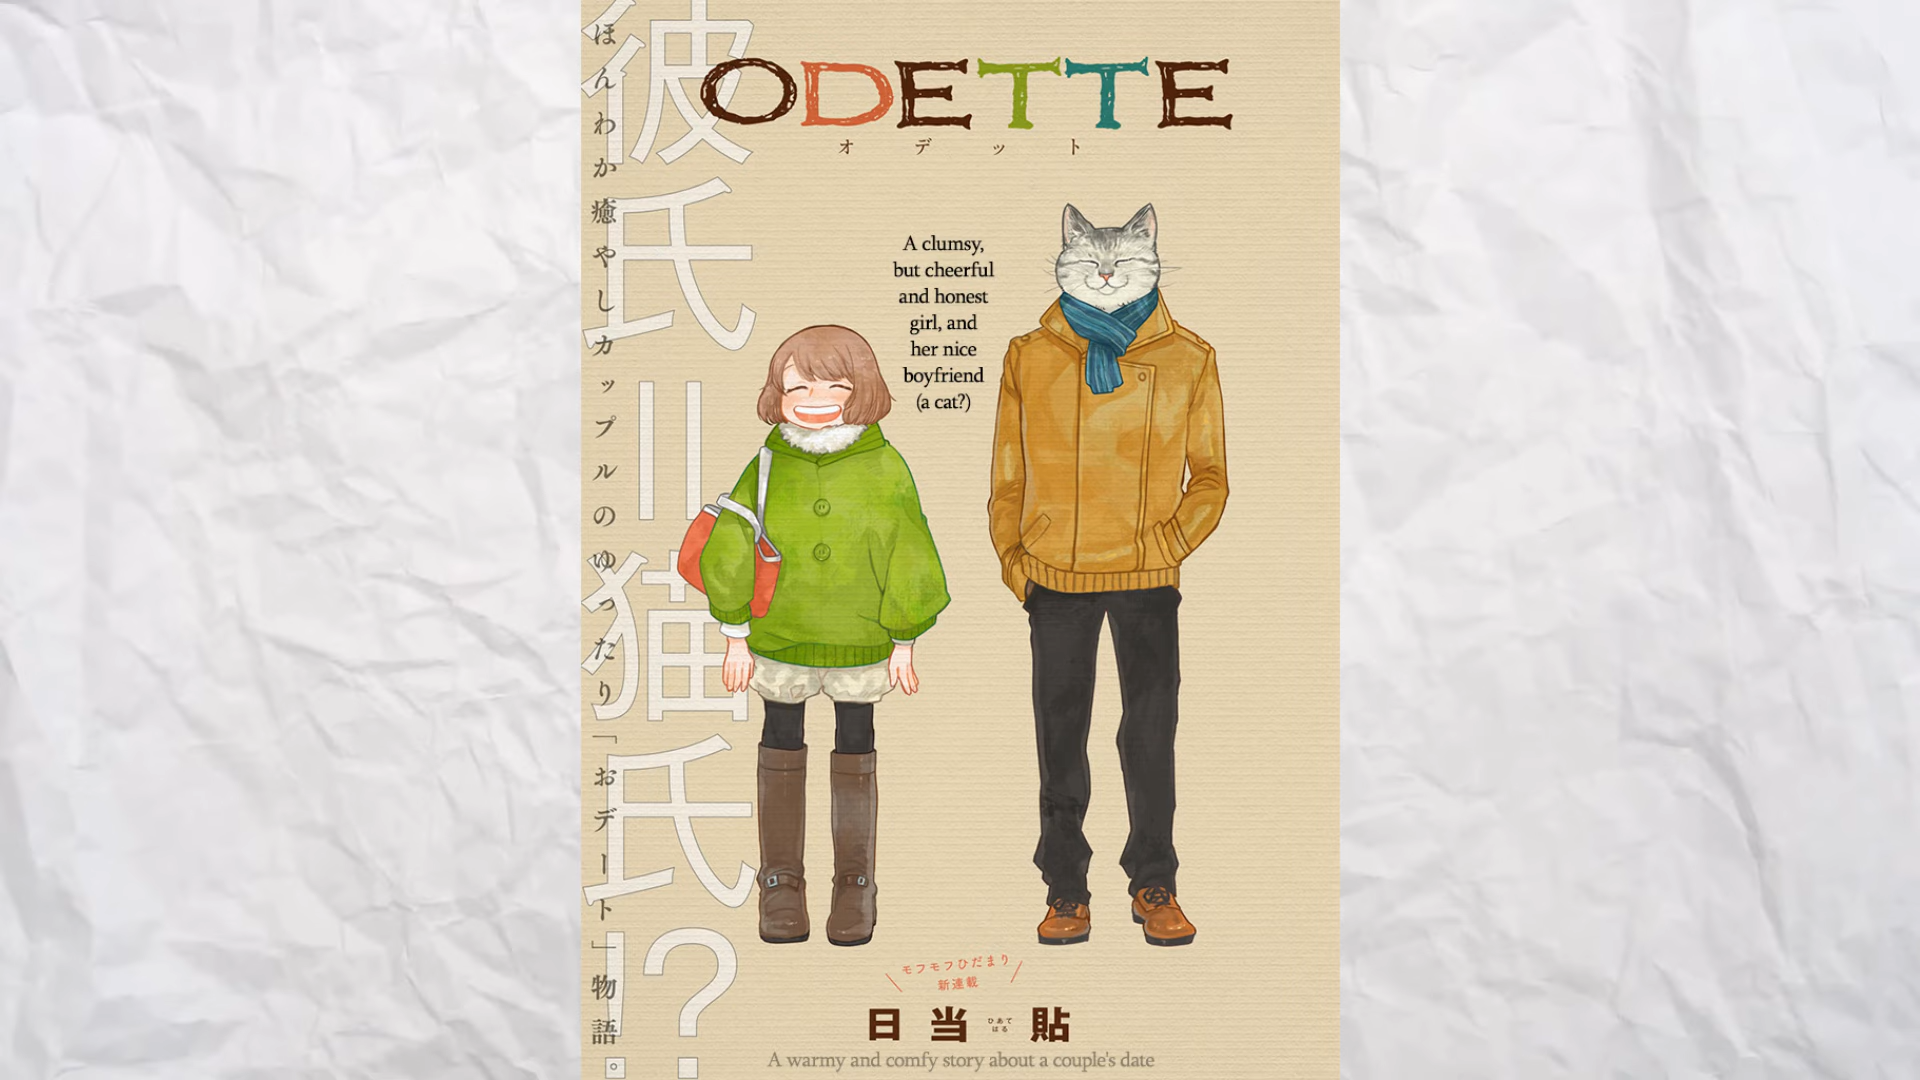 ODETTE
オデット
A clumsy,
but cheerful
and honest
girl, and
her nice
boyfriend
(a cat?)
彼氏＝猫氏!?
ほんわか癒やしカップルのゆったり「おデート」物語。
モフモフひだまり
新連載
日当貼
ひあて
はる
A warmy and comfy story about a couple's date